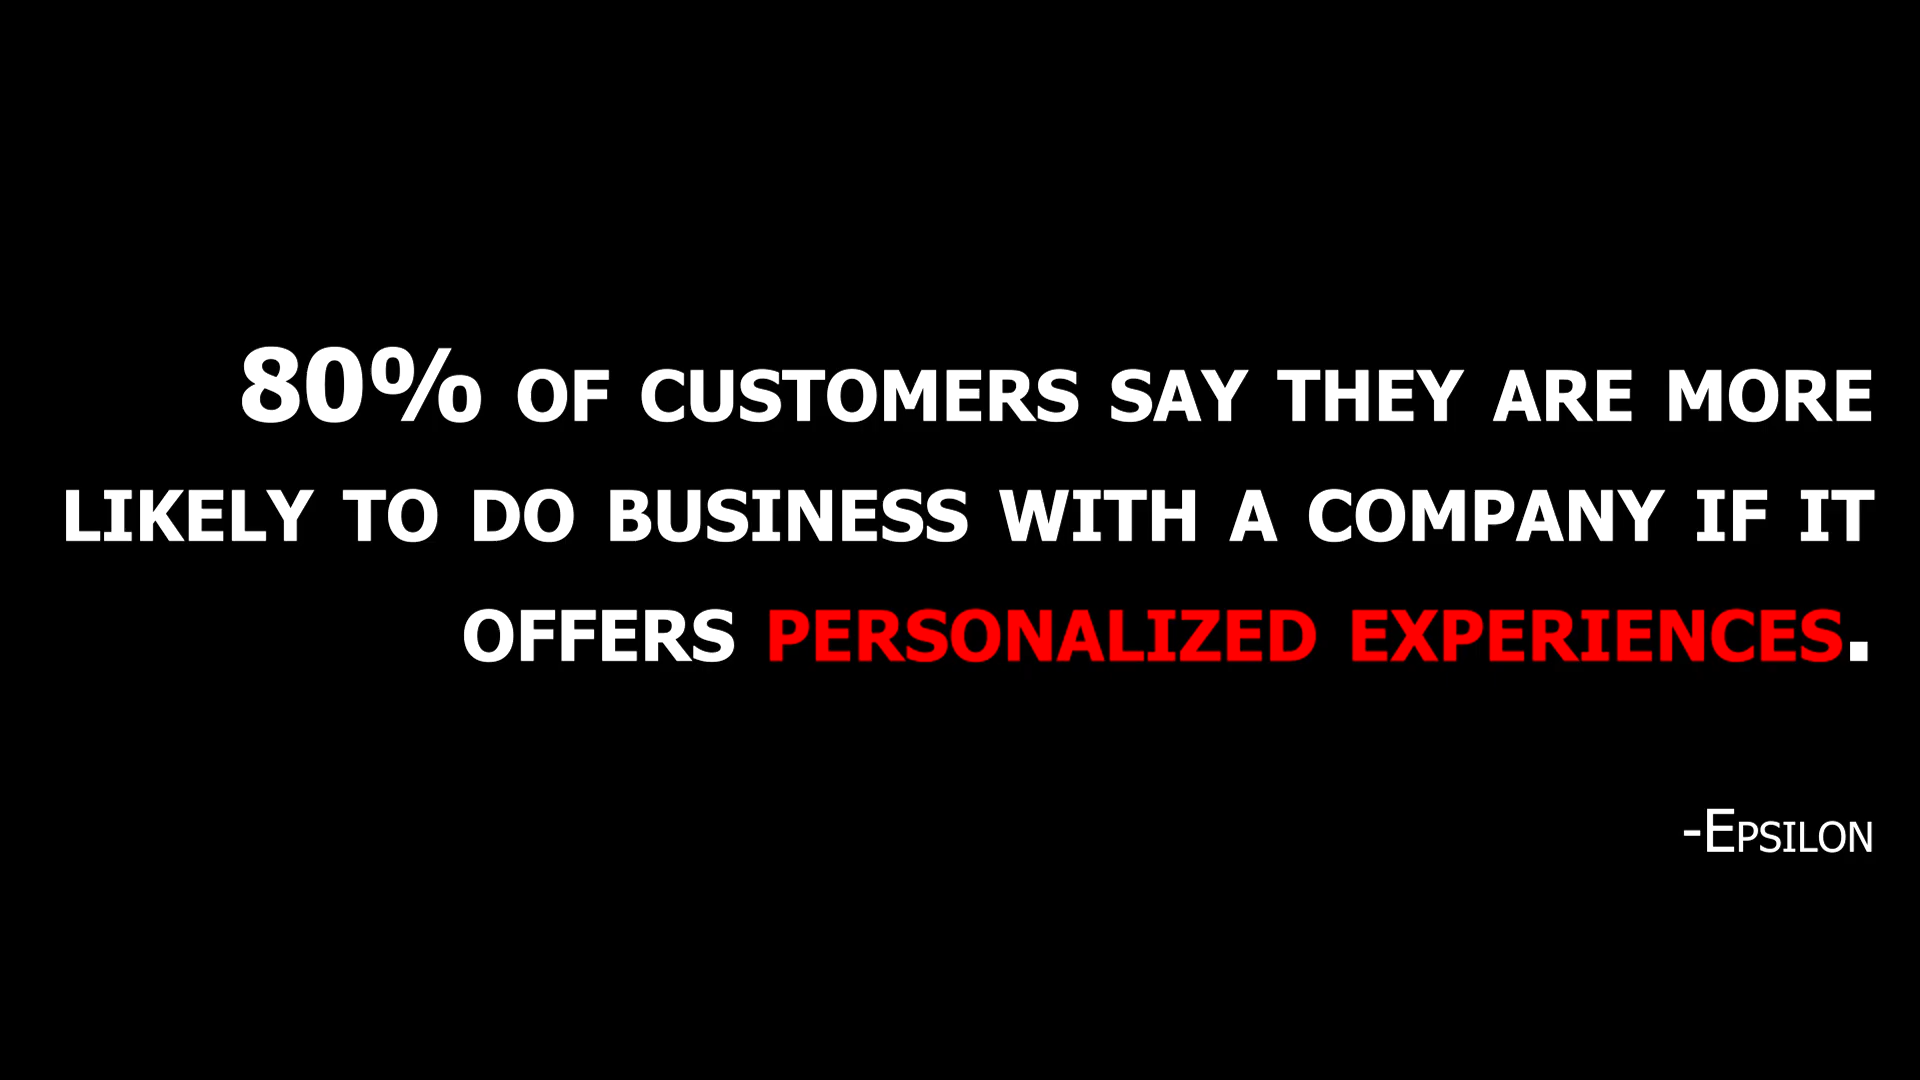 80% OF CUSTOMERS SAY THEY ARE MORE
LIKELY TO DO BUSINESS WITH A COMPANY IF IT
OFFERS PERSONALIZED EXPERIENCES.
-EPSILON